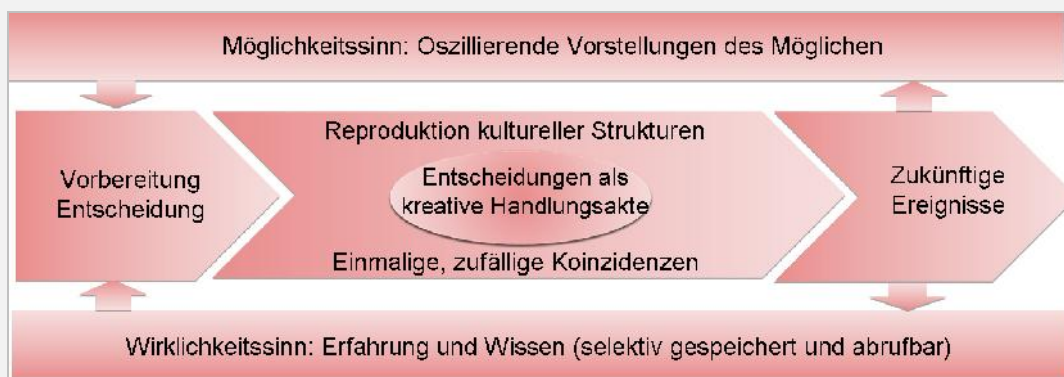 Möglichkeitssinn: Oszillierende Vorstellungen des Möglichen
Vorbereitung
Entscheidung
Reproduktion kultureller Strukturen
Entscheidungen als
kreative Handlungsakte
Einmalige, zufällige Koinzidenzen
Zukünftige
Ereignisse
Wirklichkeitssinn: Erfahrung und Wissen (selektiv gespeichert und abrufbar)